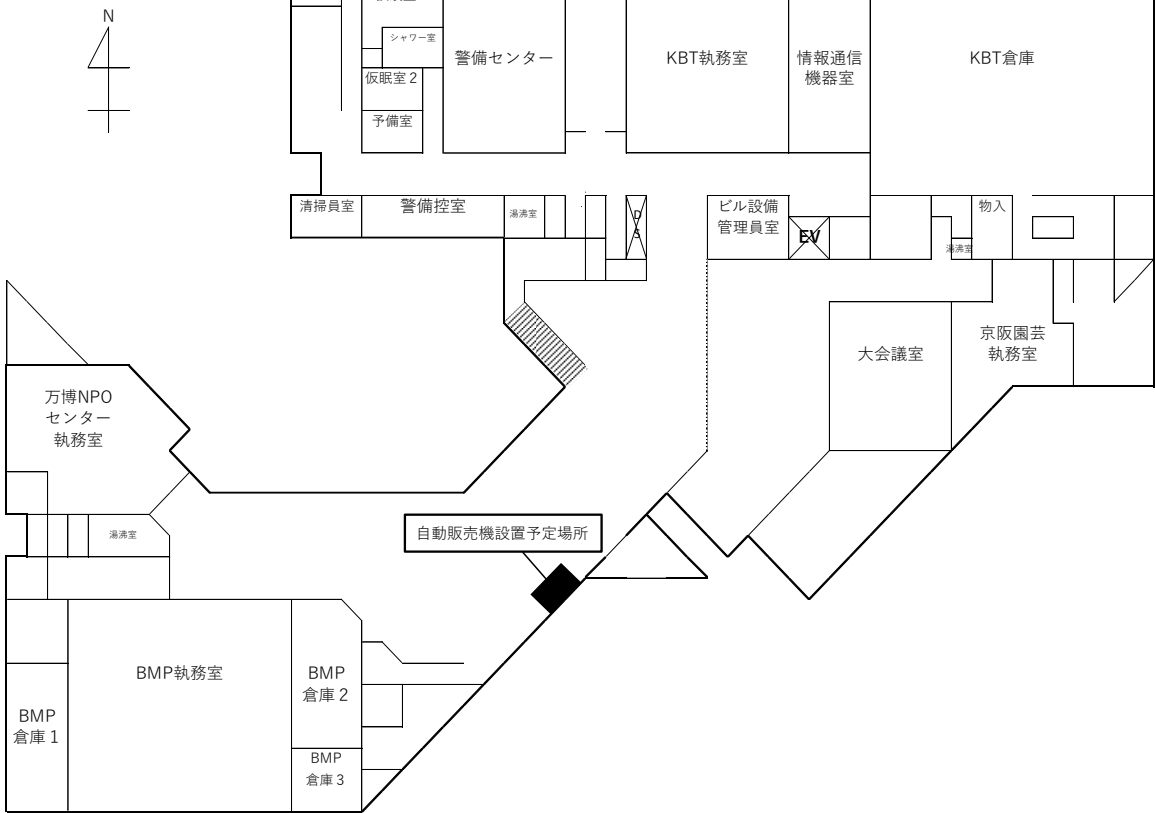 N
シャワー室
仮眠室２
予備室
警備センター
KBT執務室
情報通信
機器室
KBT倉庫
清掃員室
警備控室
湯沸室
D
S
ビル設備
管理員室
EV
湯沸室
物入
大会議室
京阪園芸
執務室
万博NPO
センター
執務室
湯沸室
自動販売機設置予定場所
BMP執務室
BMP
倉庫２
BMP
倉庫１
BMP
倉庫３